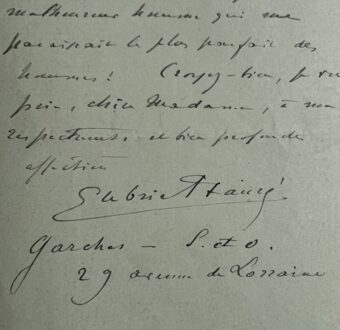 malheureux homme qui me
paraissait le plus parfait des
hommes! Croyez-bien, je vous
prie, chère Madame, à ma
respectueuse et bien profonde
affection
Gabriel Fauré
Garches - S. et O.
29 avenue de Lorraine